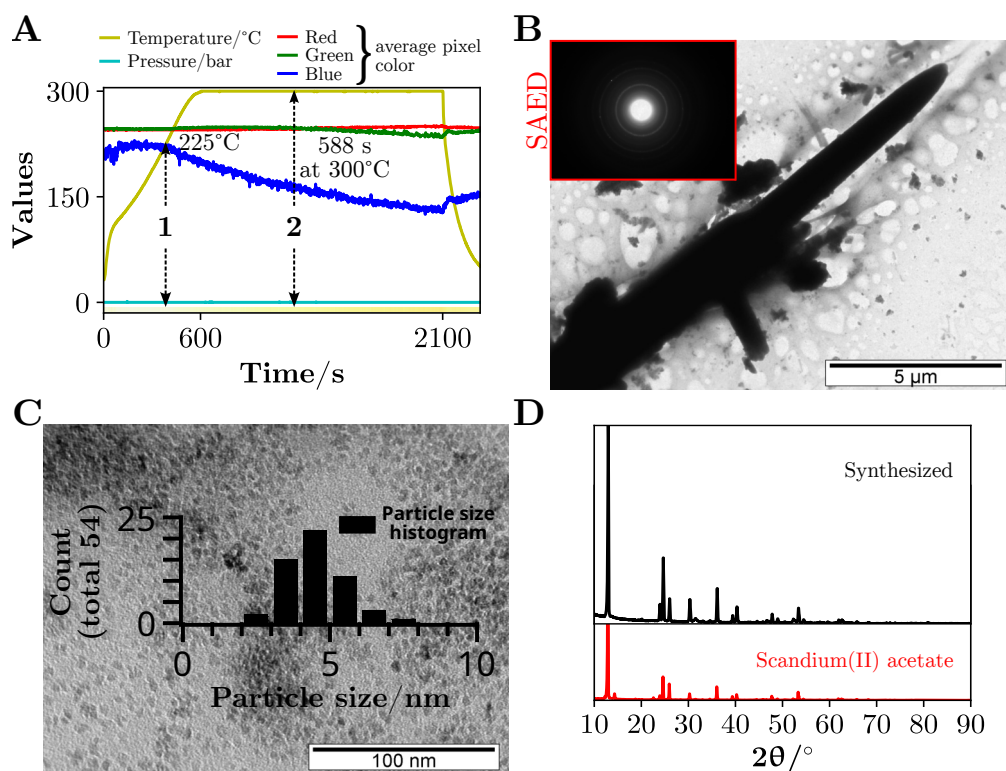 A
Temperature/°C
Pressure/bar
Red
Green
Blue
average pixel
color
300
150
0
Values
225°C
588 s
at 300°C
1
2
0
600
2100
Time/s
B
SAED
5 µm
C
Count
(total 54)
25
0
Particle size
histogram
0
5
10
Particle size/nm
100 nm
D
Synthesized
Scandium(II) acetate
10
20
30
40
50
60
70
80
90
2θ/°